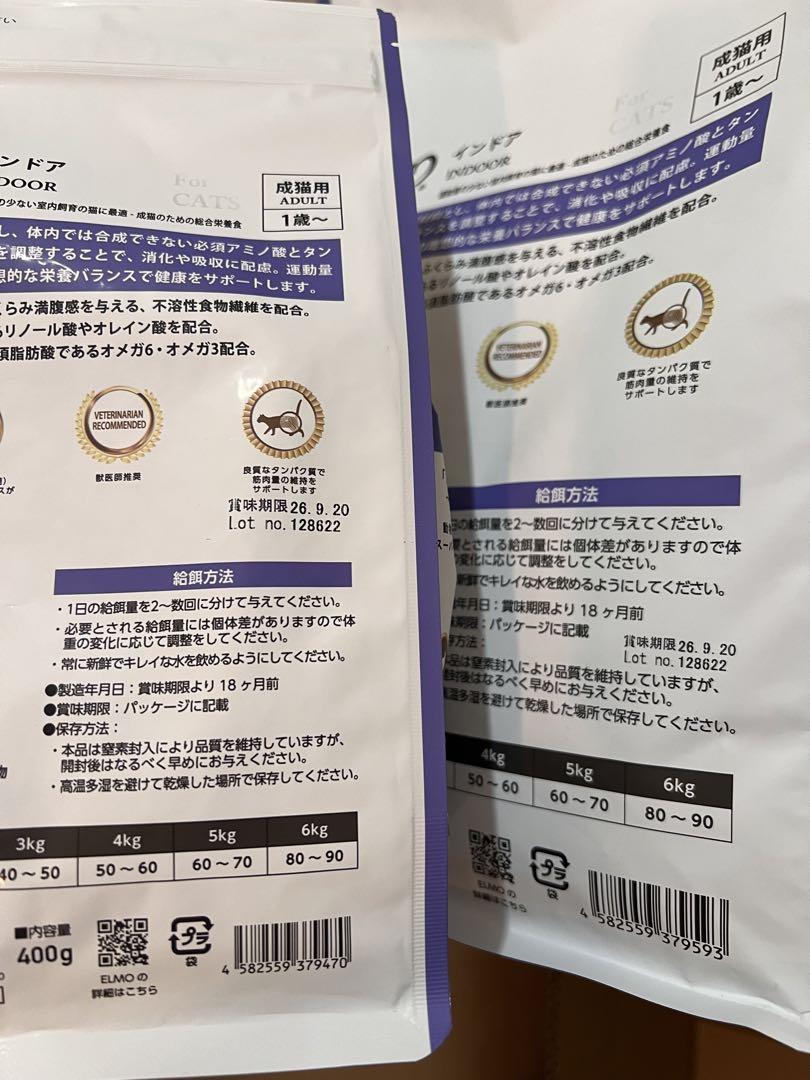 ンドア
DOOR
For
CATS
の少ない室内飼育の猫に最適 - 成猫のための総合栄養食
成猫用
ADULT
1歳～
し、体内では合成できない必須アミノ酸とタン
を調整することで、消化や吸収に配慮。運動量
想的な栄養バランスで健康をサポートします。
くらみ満腹感を与える、不溶性食物繊維を配合。
るリノール酸やオレイン酸を配合。
須脂肪酸であるオメガ6・オメガ3配合。
VETERINARIAN
RECOMMENDED
獣医師推奨
良質なタンパク質で
筋肉量の維持を
サポートします
賞味期限26.9.20
Lot no.128622
給餌方法
・1日の給餌量を2～数回に分けて与えてください。
・必要とされる給餌量には個体差がありますので体
重の変化に応じて調整をしてください。
・常に新鮮でキレイな水を飲めるようにしてください。
●製造年月日：賞味期限より18ヶ月前
●賞味期限：パッケージに記載
●保存方法：
・本品は窒素封入により品質を維持していますが、
開封後はなるべく早めにお与えください。
・高温多湿を避けて乾燥した場所で保存してください。
3kg 4kg 5kg 6kg
40～50 50～60 60～70 80～90
■内容量
400g
ELMOの
詳細はこちら
プラ
袋
4 582559 379470
インドア
INDOOR
For
CATS
成猫用
ADULT
1歳～
し、体内では合成できない必須アミノ酸とタン
ンスを調整することで、消化や吸収に配慮。運動量
想的な栄養バランスで健康をサポートします。
ふくらみ満腹感を与える、不溶性食物繊維を配合。
るリノール酸やオレイン酸を配合。
須脂肪酸であるオメガ6・オメガ3配合。
VETERINARIAN
RECOMMENDED
獣医師推奨
良質なタンパク質で
筋肉量の維持を
サポートします
給餌方法
日の給餌量を2～数回に分けて与えてください。
要とされる給餌量には個体差がありますので体
の変化に応じて調整をしてください。
新鮮でキレイな水を飲めるようにしてください。
造年月日：賞味期限より18ヶ月前
味期限：パッケージに記載
存方法：
賞味期限26.9.20
Lot no.128622
品は窒素封入により品質を維持していますが、
封後はなるべく早めにお与えください。
高温多湿を避けて乾燥した場所で保存してください。
4kg 5kg 6kg
50～60 60～70 80～90
ELMOの
詳細はこちら
プラ
袋
4 582559 379593